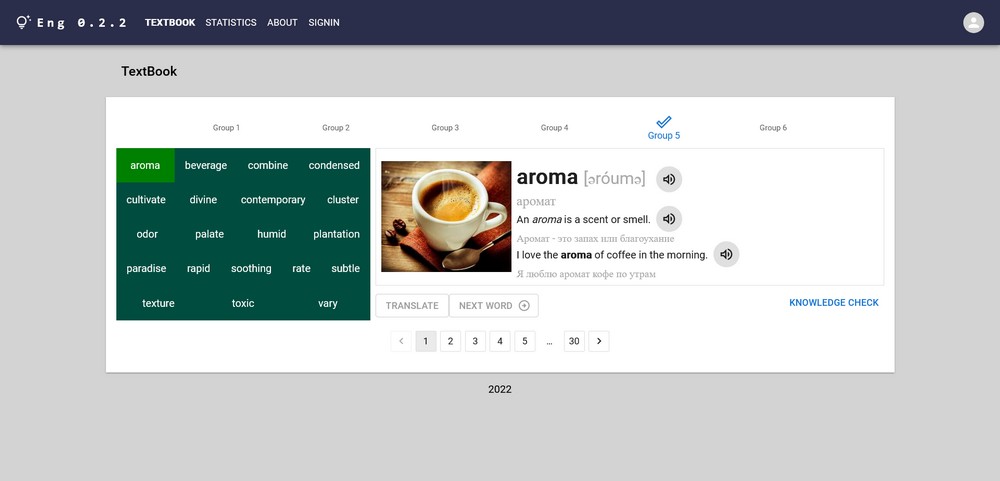 Eng 0.2.2 TEXTBOOK STATISTICS ABOUT SIGNIN
TextBook
Group 1 Group 2 Group 3 Group 4 Group 5 Group 6
aroma beverage combine condensed
cultivate divine contemporary cluster
odor palate humid plantation
paradise rapid soothing rate subtle
texture toxic vary
aroma [əróumə]
аромат
An aroma is a scent or smell.
Аромат - это запах или благоухание
I love the aroma of coffee in the morning.
Я люблю аромат кофе по утрам
TRANSLATE NEXT WORD KNOWLEDGE CHECK
1 2 3 4 5 … 30
2022